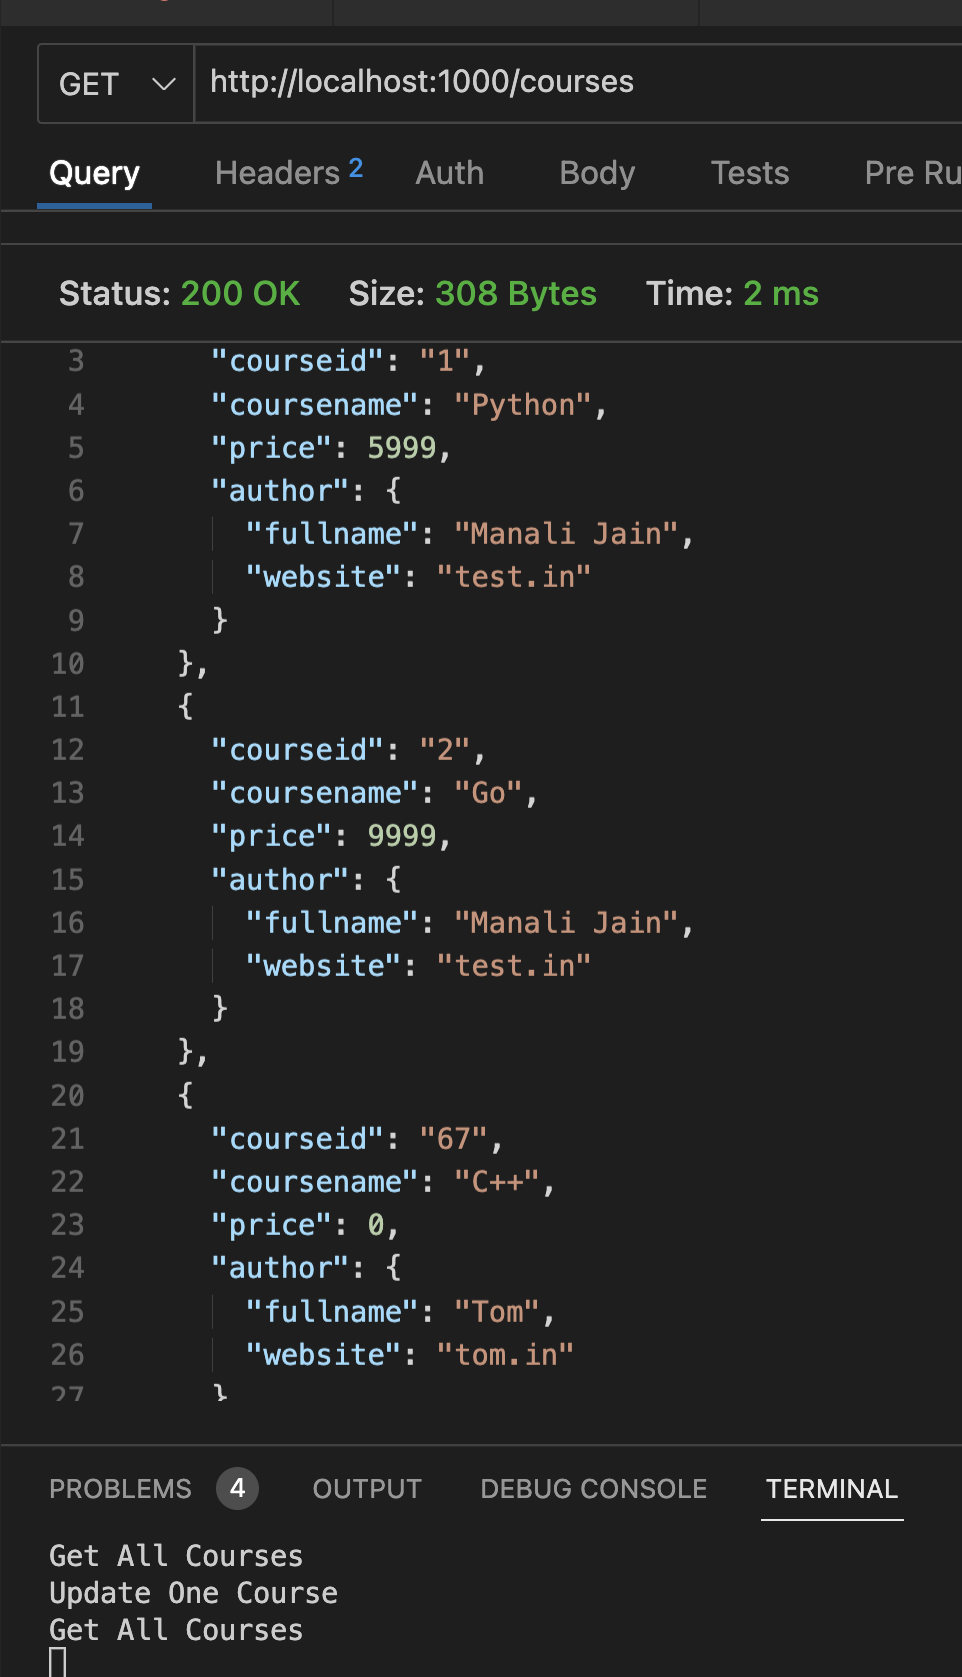 GET http://localhost:1000/courses
Query Headers 2 Auth Body Tests Pre Ru
Status: 200 OK Size: 308 Bytes Time: 2 ms
3 "courseid": "1",
4 "coursename": "Python",
5 "price": 5999,
6 "author": {
7 "fullname": "Manali Jain",
8 "website": "test.in"
9 }
10 },
11 {
12 "courseid": "2",
13 "coursename": "Go",
14 "price": 9999,
15 "author": {
16 "fullname": "Manali Jain",
17 "website": "test.in"
18 }
19 },
20 {
21 "courseid": "67",
22 "coursename": "C++",
23 "price": 0,
24 "author": {
25 "fullname": "Tom",
26 "website": "tom.in"
27 }
PROBLEMS 4 OUTPUT DEBUG CONSOLE TERMINAL
Get All Courses
Update One Course
Get All Courses